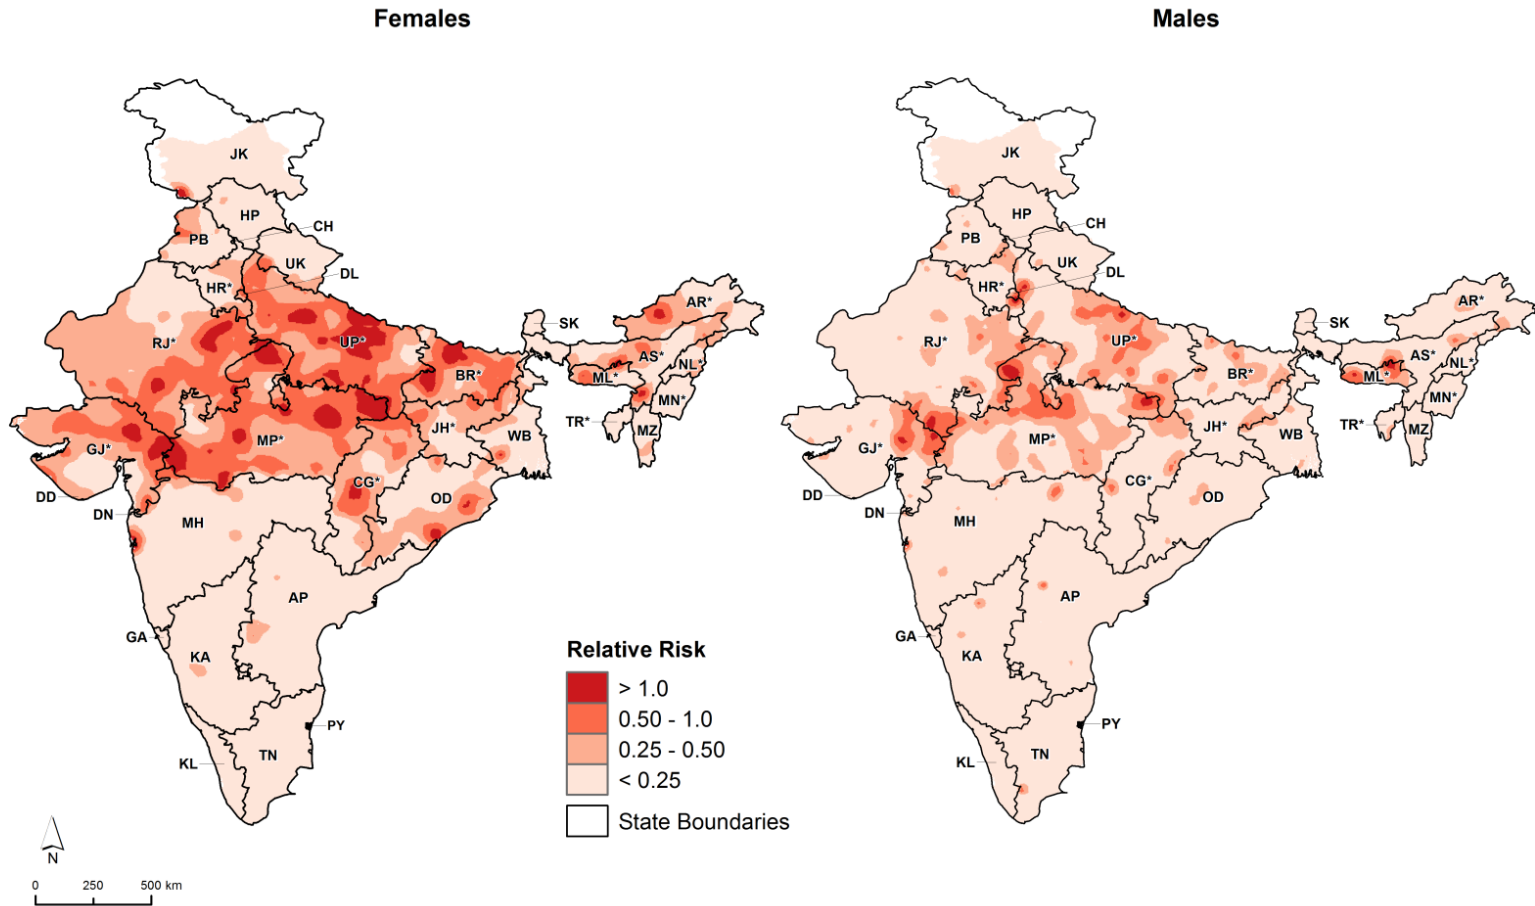 Females
Males
JK
HP
CH
PB
UK
DL
HR*
AR*
SK
RJ*
UP*
AS*
NL*
BR*
ML*
MN*
TR*
MZ
JH*
WB
MP*
GJ*
CG*
OD
DD
DN
MH
AP
GA
KA
PY
KL
TN
JK
HP
CH
PB
UK
DL
HR*
AR*
SK
RJ*
UP*
AS*
NL*
BR*
ML*
MN*
TR*
MZ
JH*
WB
MP*
GJ*
CG*
OD
DD
DN
MH
AP
GA
KA
PY
KL
TN
Relative Risk
> 1.0
0.50 - 1.0
0.25 - 0.50
< 0.25
State Boundaries
N
0 250 500 km